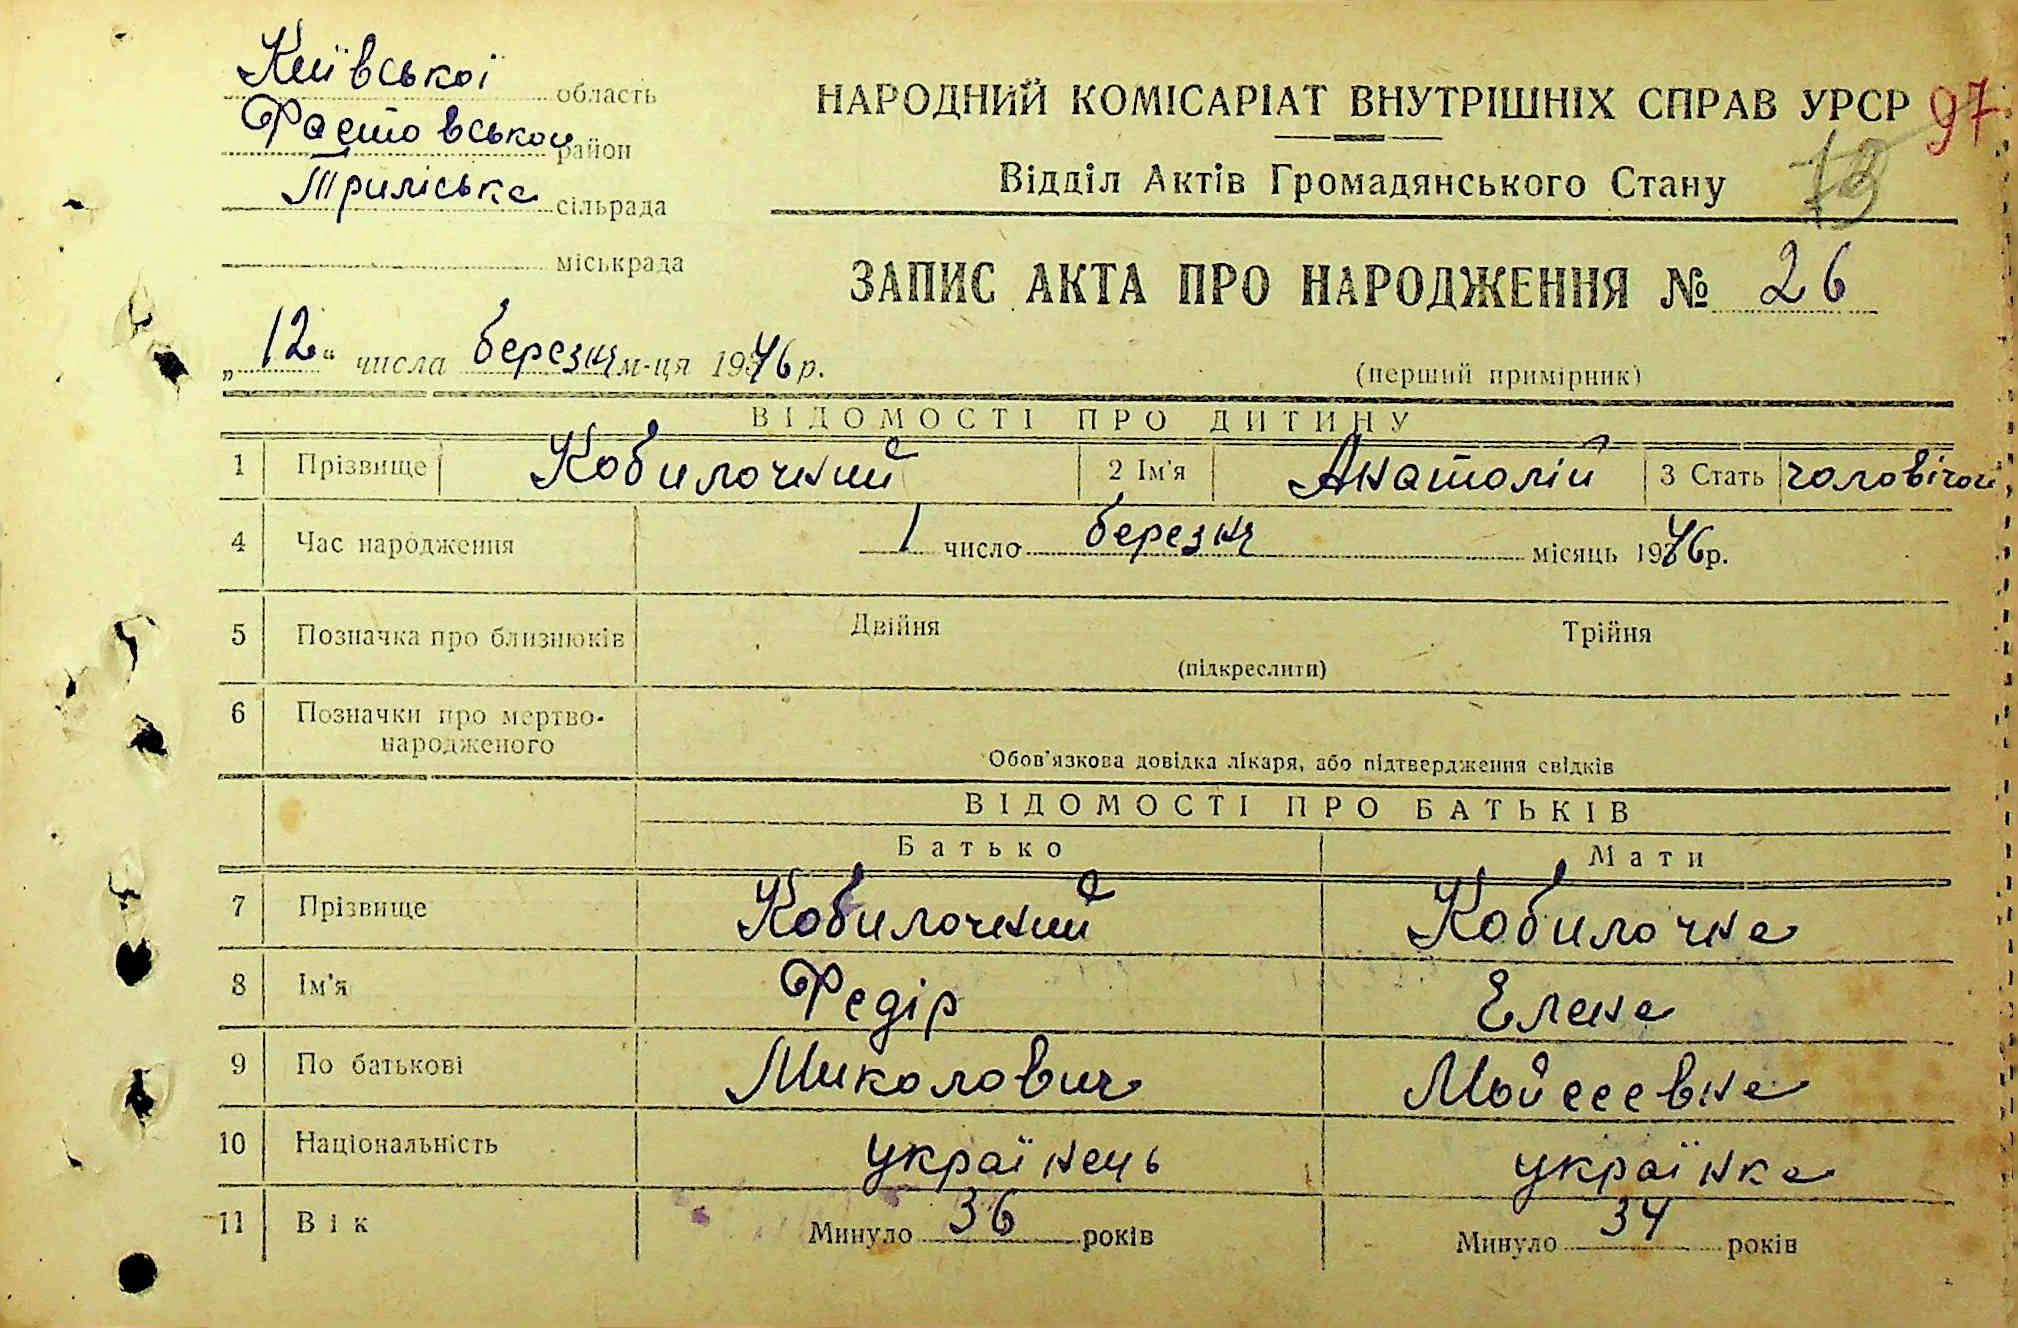 Київської область
Фастовськой район
Триліська сільрада
міськрада
НАРОДНИЙ КОМІСАРІАТ ВНУТРІШНІХ СПРАВ УРСР 97
Відділ Актів Громадянського Стану
ЗАПИС АКТА ПРО НАРОДЖЕННЯ № 26
„12“ числа березня м-ця 1946 р.
(перший примірник)
ВІДОМОСТІ ПРО ДИТИНУ
1 Прізвище Кобилочний 2 Ім'я Анатолій 3 Стать чоловічої
4 Час народження 1 число березня місяць 1946 р.
5 Позначка про близнюків Двійня Трійня
(підкреслити)
6 Позначки про мертво-
народженого
Обов'язкова довідка лікаря, або підтвердження свідків
ВІДОМОСТІ ПРО БАТЬКІВ
Батько Мати
7 Прізвище Кобилочний Кобилочна
8 Ім'я Федір Елена
9 По батькові Миколович Мойсеевна
10 Національність українець українка
11 Вік Минуло 36 років Минуло 34 років